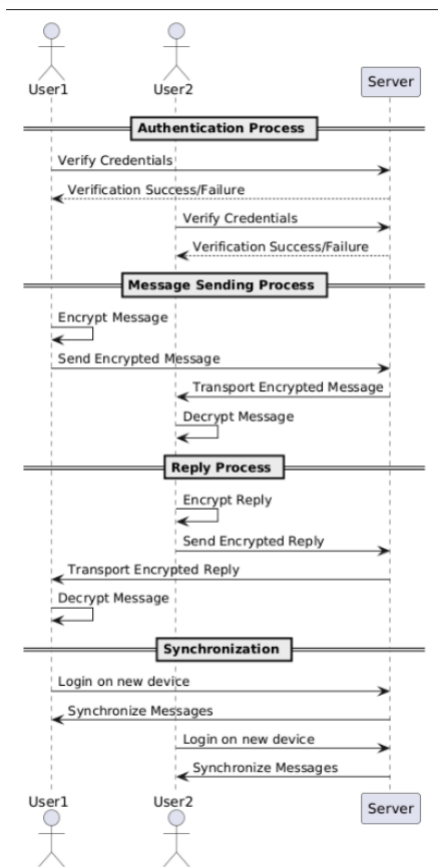 User1
User2
Server
Authentication Process
Verify Credentials
Verification Success/Failure
Verify Credentials
Verification Success/Failure
Message Sending Process
Encrypt Message
Send Encrypted Message
Transport Encrypted Message
Decrypt Message
Reply Process
Encrypt Reply
Send Encrypted Reply
Transport Encrypted Reply
Decrypt Message
Synchronization
Login on new device
Synchronize Messages
Login on new device
Synchronize Messages
User1
User2
Server